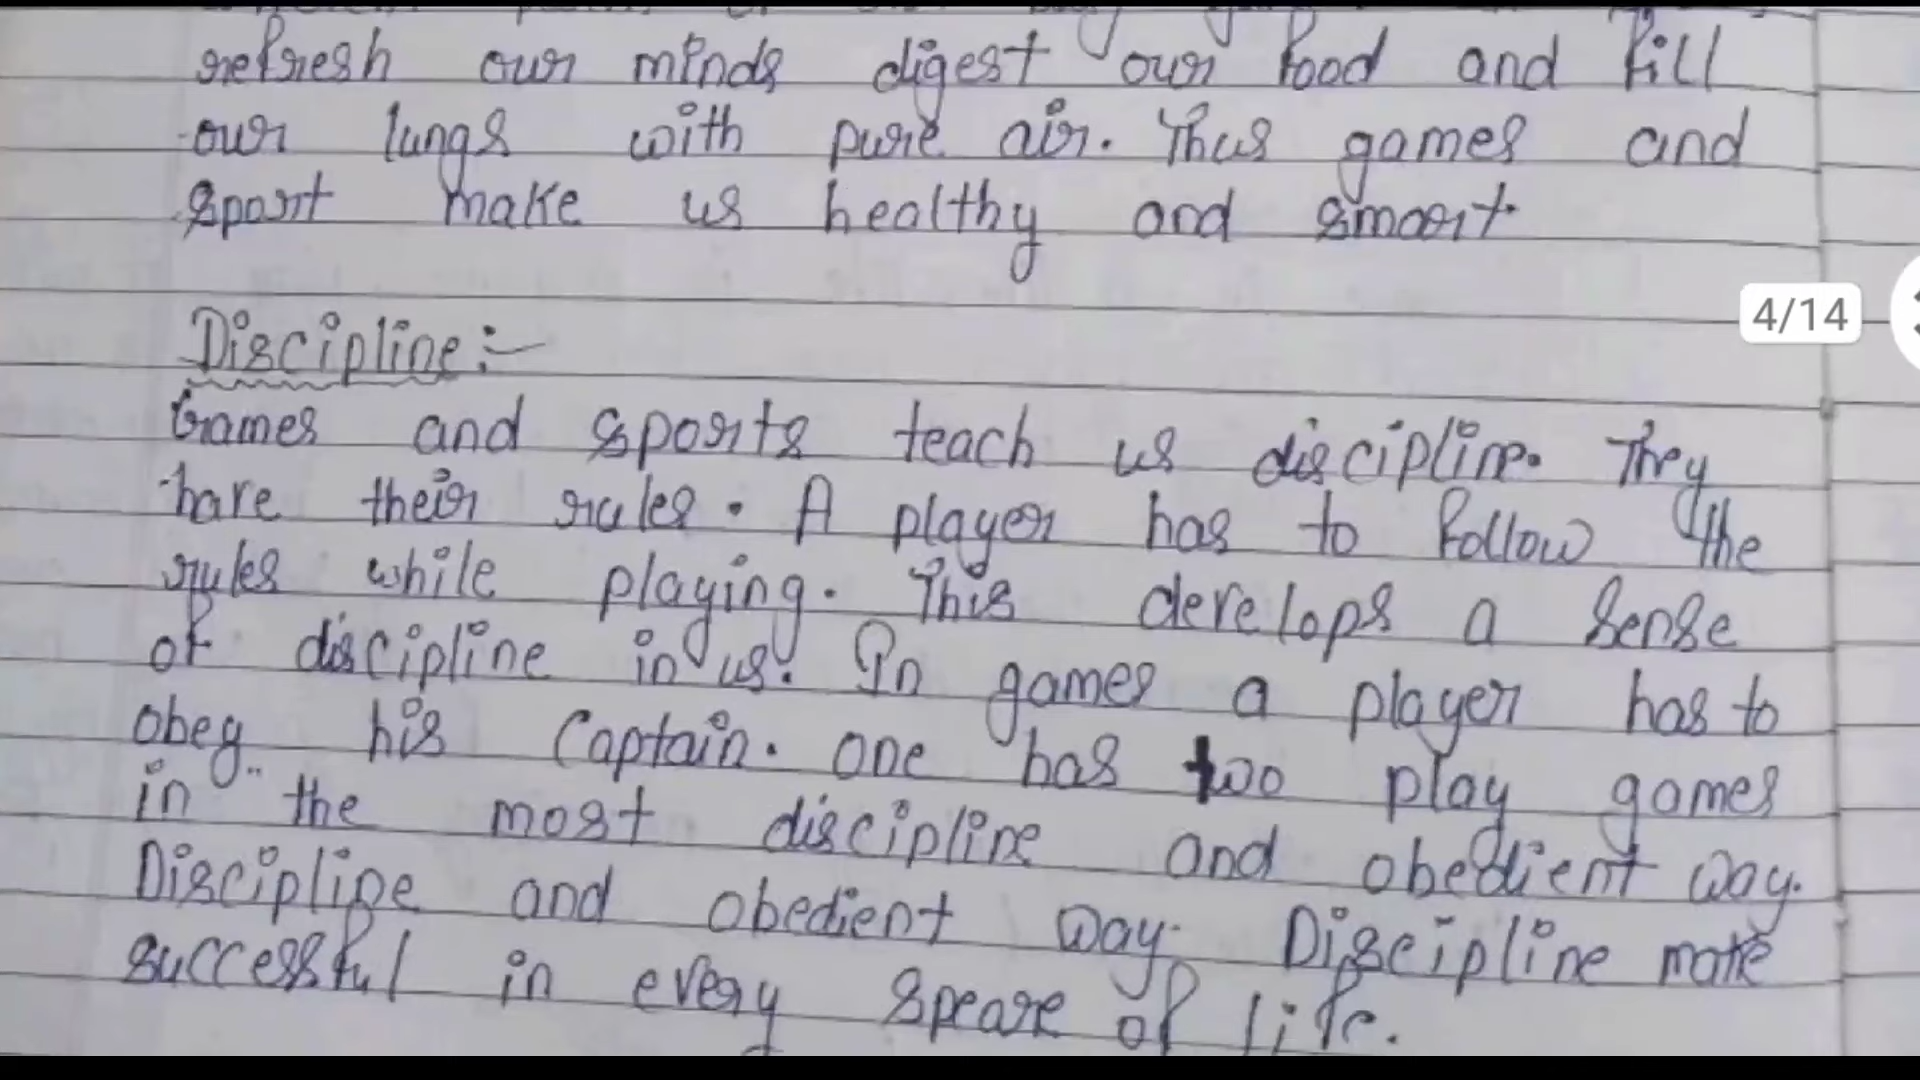 refresh our minds digest our food and fill
our lungs with pure air. Thus games and
sport make us healthy and smart
4/14
Discipline:-
Games and sports teach us discipline. They
have their rules. A player has to follow the
rules while playing. This develops a sense
of discipline in us. In games a player has to
obey his Captain. one has two play games
in the most discipline and obedient way.
Discipline and obedient way. Discipline make
successful in every speare of life.